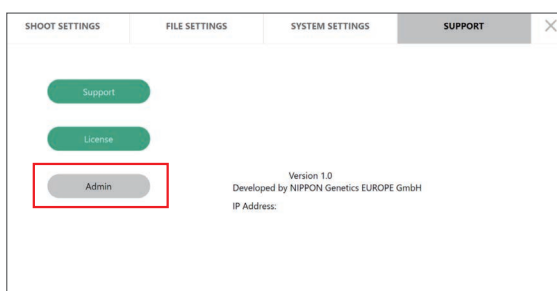 SHOOT SETTINGS FILE SETTINGS SYSTEM SETTINGS SUPPORT
Support
License
Admin
Version 1.0
Developed by NIPPON Genetics EUROPE GmbH
IP Address: